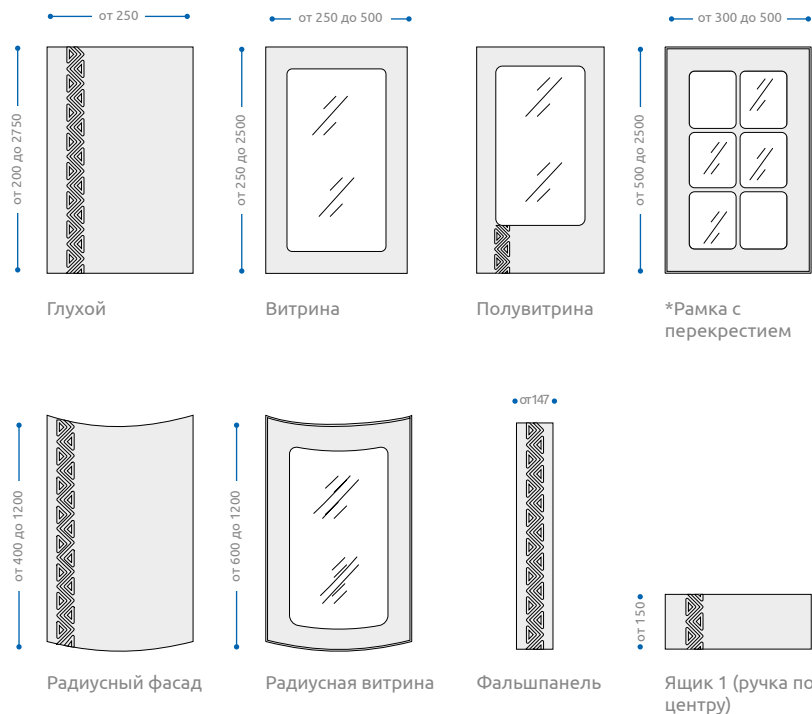 от 250
от 250 до 500
от 300 до 500
от 200 до 2750
от 250 до 2500
от 500 до 2500
Глухой
Витрина
Полувитрина
*Рамка с
перекрестием
от 147
от 400 до 1200
от 600 до 1200
от 150
Радиусный фасад
Радиусная витрина
Фальшпанель
Ящик 1 (ручка по
центру)